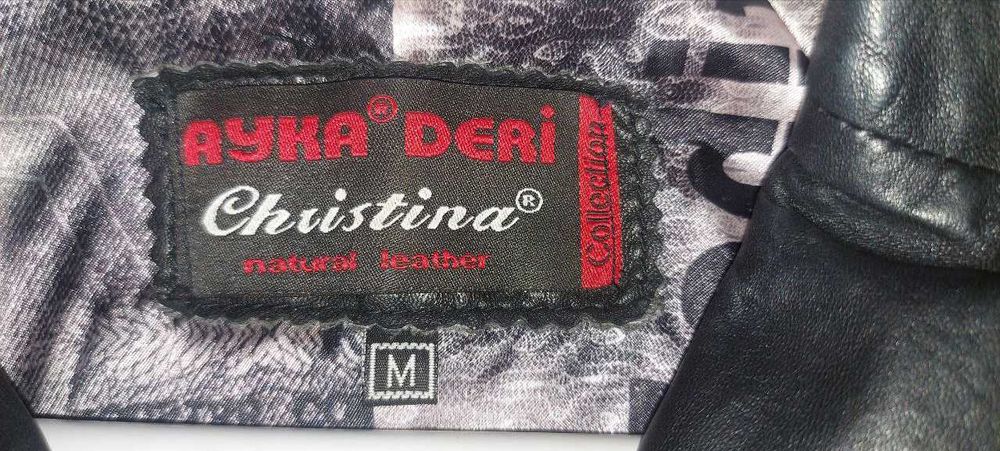 AYKA® DERİ
Christina®
natural leather
Collection
M